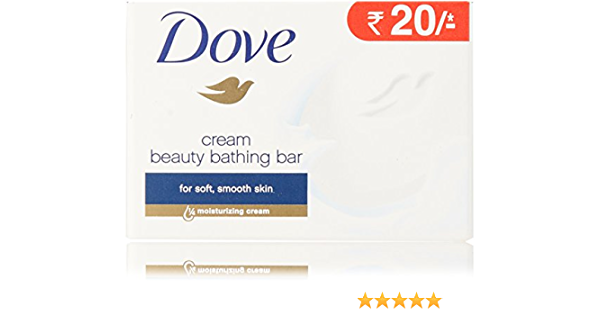 ₹ 20/-*
Dove
cream
beauty bathing bar
for soft, smooth skin
¼ moisturizing cream